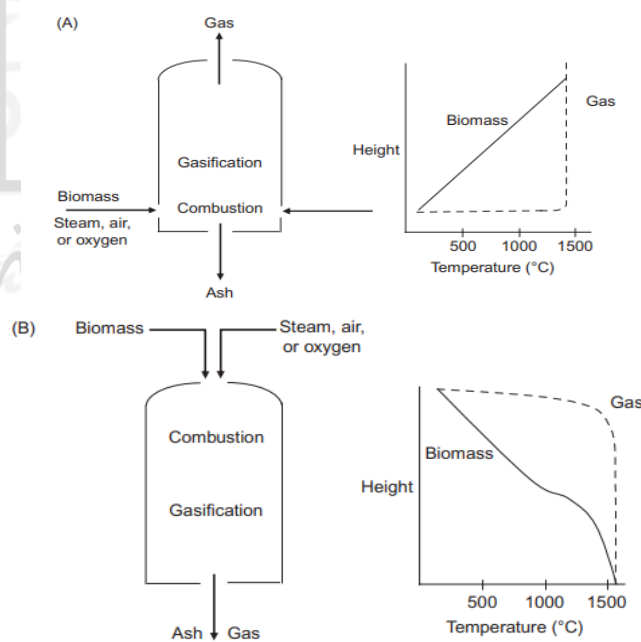 (A)
Gas
Gasification
Combustion
Biomass
Steam, air,
or oxygen
Ash
Height
Biomass
Gas
500 1000 1500
Temperature (°C)
(B)
Biomass
Steam, air,
or oxygen
Combustion
Gasification
Ash Gas
Height
Biomass
Gas
500 1000 1500
Temperature (°C)